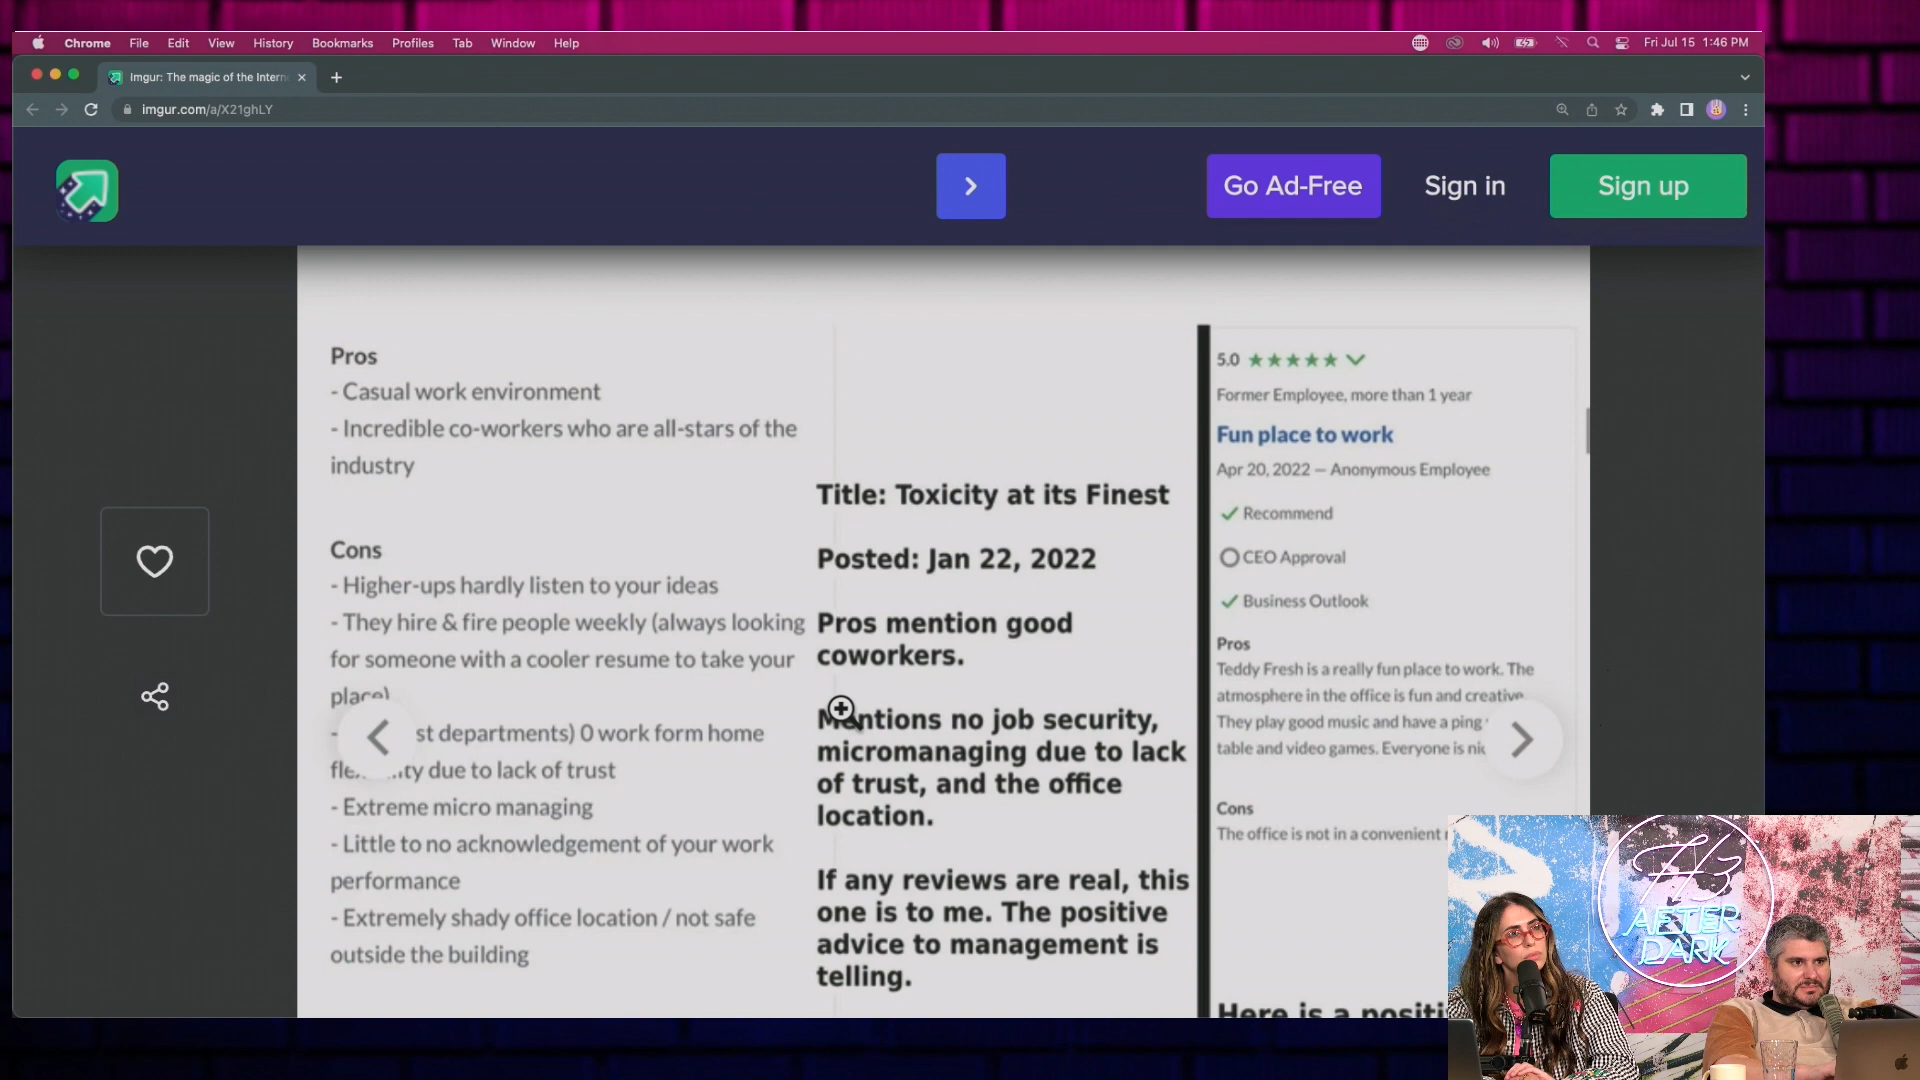 Chrome File Edit View History Bookmarks Profiles Tab Window Help
Fri Jul 15 1:46 PM
Imgur: The magic of the Intern
imgur.com/a/X21ghLY
Go Ad-Free
Sign in
Sign up
Pros
- Casual work environment
- Incredible co-workers who are all-stars of the
industry
Cons
- Higher-ups hardly listen to your ideas
- They hire & fire people weekly (always looking
for someone with a cooler resume to take your
place)
- st departments) 0 work form home
ty due to lack of trust
- Extreme micro managing
- Little to no acknowledgement of your work
performance
- Extremely shady office location / not safe
outside the building
Title: Toxicity at its Finest
Posted: Jan 22, 2022
Pros mention good
coworkers.
Mentions no job security,
micromanaging due to lack
of trust, and the office
location.
If any reviews are real, this
one is to me. The positive
advice to management is
telling.
5.0
Former Employee, more than 1 year
Fun place to work
Apr 20, 2022 — Anonymous Employee
Recommend
CEO Approval
Business Outlook
Pros
Teddy Fresh is a really fun place to work. The
atmosphere in the office is fun and creative
They play good music and have a ping
table and video games. Everyone is
Cons
The office is not in a convenient
Here is a positi
H3
AFTER
DARK